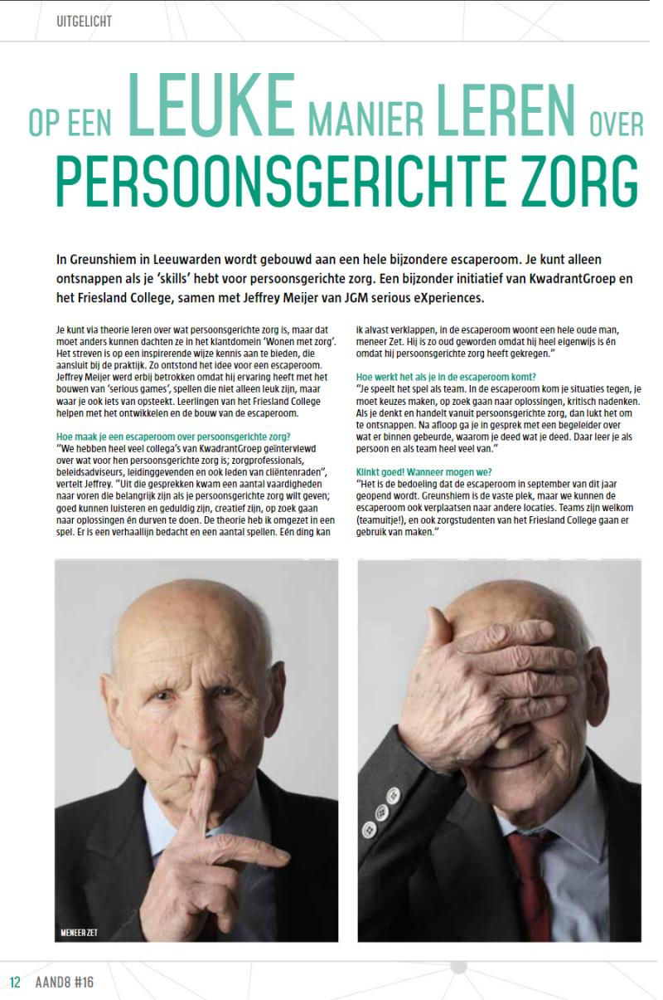 UITGELICHT
OP EEN LEUKE MANIER LEREN OVER
PERSOONSGERICHTE ZORG
In Greunshiem in Leeuwarden wordt gebouwd aan een hele bijzondere escaperoom. Je kunt alleen
ontsnappen als je ‘skills’ hebt voor persoonsgerichte zorg. Een bijzonder initiatief van KwadrantGroep en
het Friesland College, samen met Jeffrey Meijer van JGM serious eXperiences.
Je kunt via theorie leren over wat persoonsgerichte zorg is, maar dat
moet anders kunnen dachten ze in het klantdomein ‘Wonen met zorg’.
Het streven is op een inspirerende wijze kennis aan te bieden, die
aansluit bij de praktijk. Zo ontstond het idee voor een escaperoom.
Jeffrey Meijer werd erbij betrokken omdat hij ervaring heeft met het
bouwen van ‘serious games’, spellen die niet alleen leuk zijn, maar
waar je ook iets van opsteekt. Leerlingen van het Friesland College
helpen met het ontwikkelen en de bouw van de escaperoom.
Hoe maak je een escaperoom over persoonsgerichte zorg?
“We hebben heel veel collega’s van KwadrantGroep geïnterviewd
over wat voor hen persoonsgerichte zorg is; zorgprofessionals,
beleidsadviseurs, leidinggevenden en ook leden van cliëntenraden”,
vertelt Jeffrey. “Uit die gesprekken kwam een aantal vaardigheden
naar voren die belangrijk zijn als je persoonsgerichte zorg wilt geven;
goed kunnen luisteren en geduldig zijn, creatief zijn, op zoek gaan
naar oplossingen én durven te doen. De theorie heb ik omgezet in een
spel. Er is een verhaallijn bedacht en een aantal spellen. Eén ding kan
ik alvast verklappen, in de escaperoom woont een hele oude man,
meneer Zet. Hij is zo oud geworden omdat hij heel eigenwijs is én
omdat hij persoonsgerichte zorg heeft gekregen.”
Hoe werkt het als je in de escaperoom komt?
“Je speelt het spel als team. In de escaperoom kom je situaties tegen, je
moet keuzes maken, op zoek gaan naar oplossingen, kritisch nadenken.
Als je denkt en handelt vanuit persoonsgerichte zorg, dan lukt het om
te ontsnappen. Na afloop ga je in gesprek met een begeleider over
wat er binnen gebeurde, waarom je deed wat je deed. Daar leer je als
persoon en als team heel veel van.”
Klinkt goed! Wanneer mogen we?
“Het is de bedoeling dat de escaperoom in september van dit jaar
geopend wordt. Greunshiem is de vaste plek, maar we kunnen de
escaperoom ook verplaatsen naar andere locaties. Teams zijn welkom
(teamuitje!), en ook zorgstudenten van het Friesland College gaan er
gebruik van maken.”
MENEER ZET
12 AAND8 #16